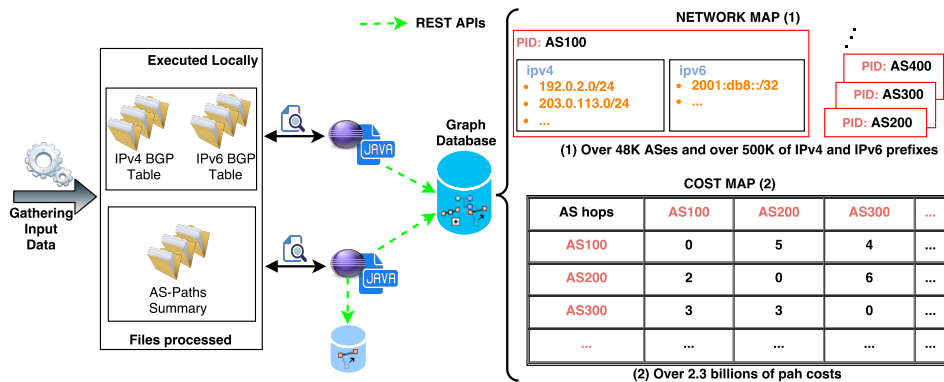 REST APIs
Executed Locally
IPv4 BGP
Table
IPv6 BGP
Table
Gathering
Input
Data
AS-Paths
Summary
Files processed
JAVA
JAVA
Graph
Database
NETWORK MAP (1)
PID: AS100
ipv4
• 192.0.2.0/24
• 203.0.113.0/24
• ...
ipv6
• 2001:db8::/32
• ...
PID: AS400
PID: AS300
PID: AS200
(1) Over 48K ASes and over 500K of IPv4 and IPv6 prefixes
COST MAP (2)
AS hops AS100 AS200 AS300 ...
AS100 0 5 4 ...
AS200 2 0 6 ...
AS300 3 3 0 ...
... ... ... ... ...
(2) Over 2.3 billions of pah costs